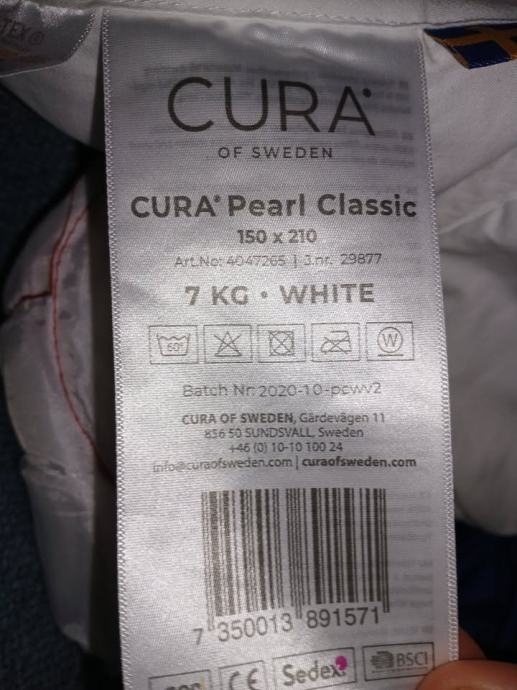 TEX®
CURA
OF SWEDEN
CURA® Pearl Classic
150 x 210
Art.No: 4047265 | J.nr. 29877
7 KG • WHITE
60°
W
Batch Nr: 2020-10-pcwv2
CURA OF SWEDEN, Gärdevägen 11
856 50 SUNDSVALL, Sweden
+46 (0) 10-10 100 24
info@curaofsweden.com | curaofsweden.com
7 350013 891571
CE
Sedex
BSCI